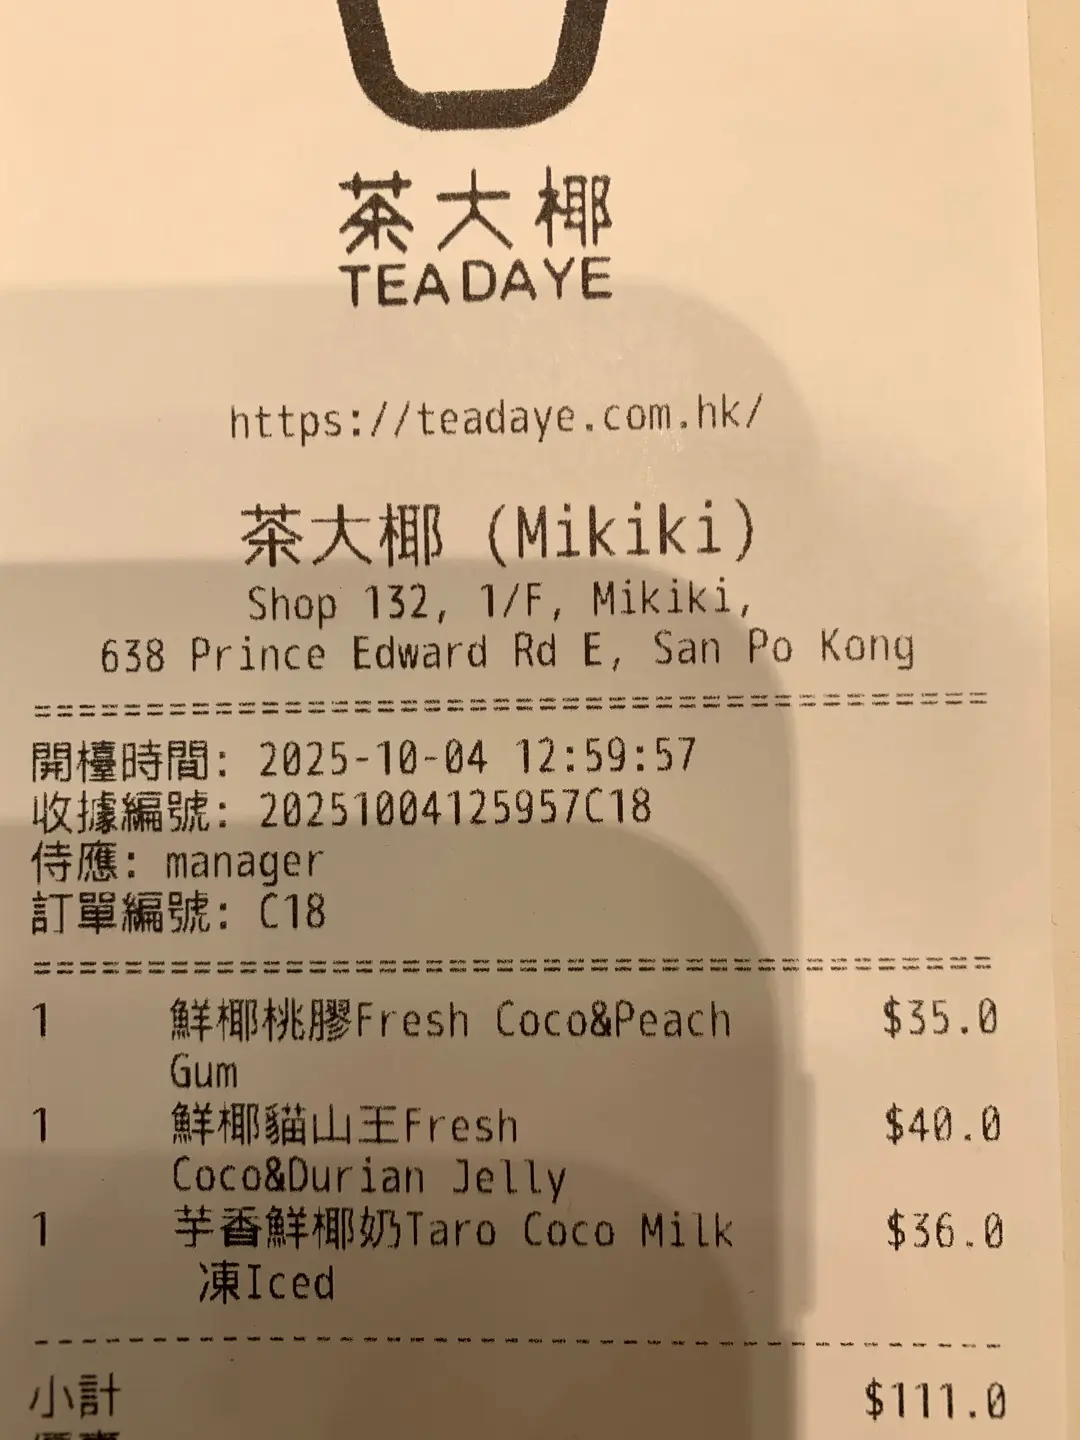 茶大椰
TEADAYE
https://teadaye.com.hk/
茶大椰 (Mikiki)
Shop 132, 1/F, Mikiki,
638 Prince Edward Rd E, San Po Kong
開檯時間: 2025-10-04 12:59:57
收據編號: 20251004125957C18
侍應: manager
訂單編號: C18
1 鮮椰桃膠Fresh Coco&Peach $35.0
Gum
1 鮮椰貓山王Fresh $40.0
Coco&Durian Jelly
1 芋香鮮椰奶Taro Coco Milk $36.0
凍Iced
小計 $111.0